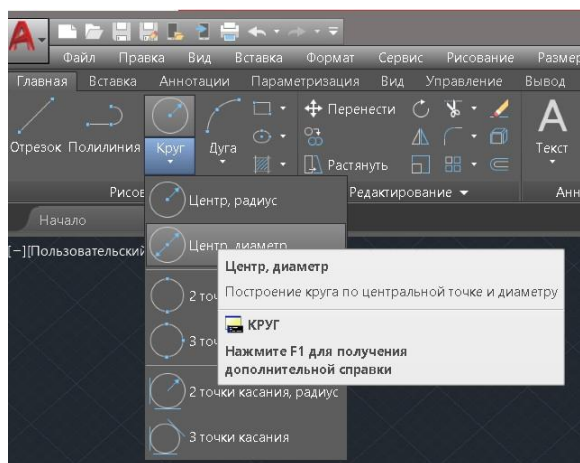 Файл Правка Вид Вставка Формат Сервис Рисование Размер
Главная Вставка Аннотации Параметризация Вид Управление Вывод
Отрезок Полилиния Круг Дуга
Перенести
Растянуть
Текст
Редактирование
Начало
[−][Пользовательский
Центр, радиус
Центр, диаметр
2 точ
3 точ
2 точки касания, радиус
3 точки касания
Центр, диаметр
Построение круга по центральной точке и диаметру
КРУГ
Нажмите F1 для получения
дополнительной справки